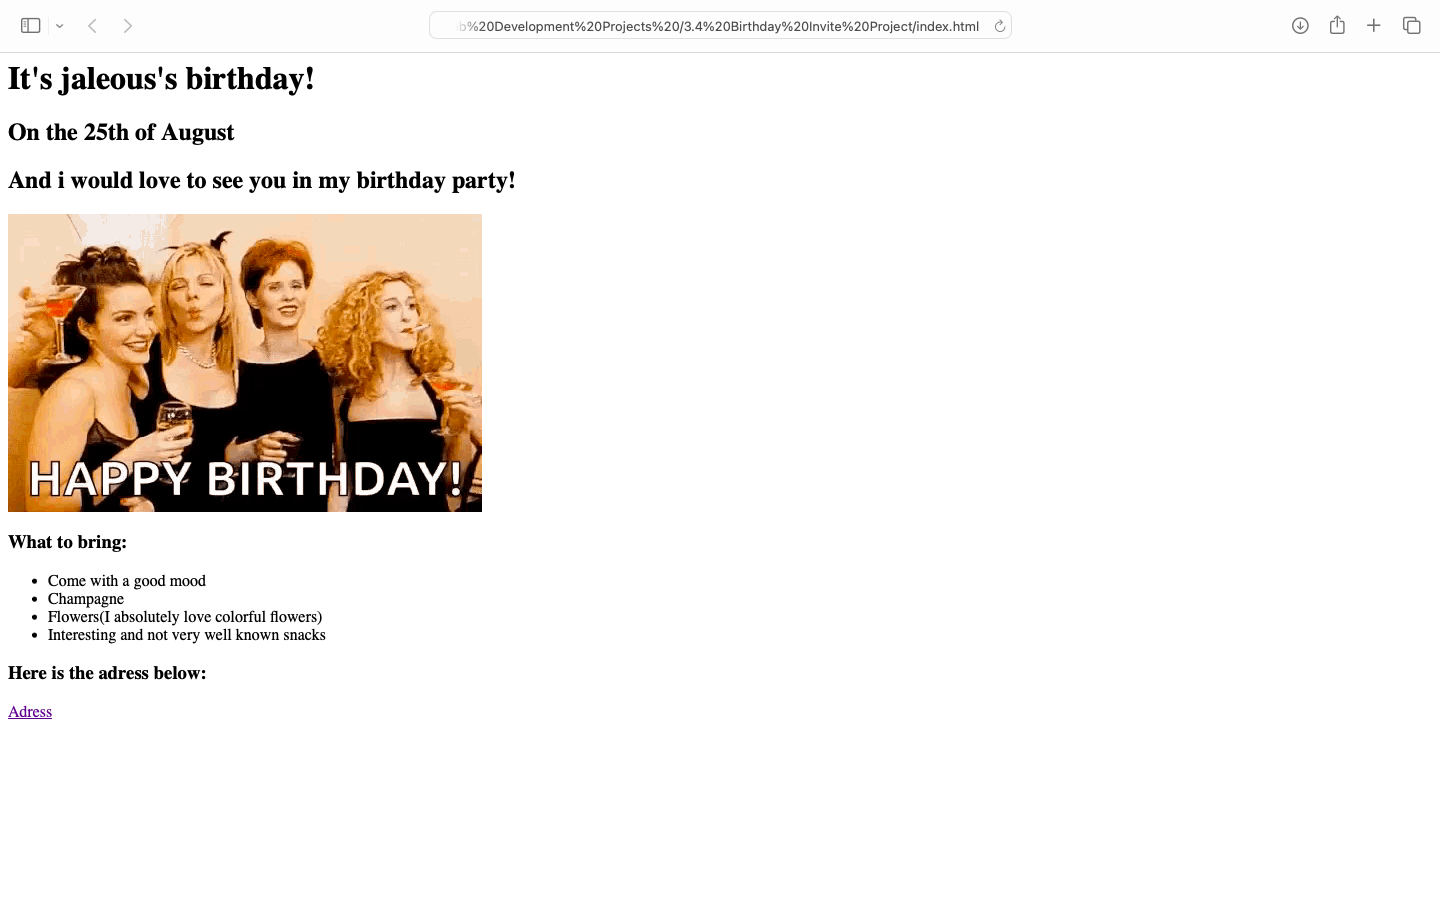 b%20Development%20Projects%20/3.4%20Birthday%20Invite%20Project/index.html
It's jaleous's birthday!
On the 25th of August
And i would love to see you in my birthday party!
HAPPY BIRTHDAY!
What to bring:
Come with a good mood
Champagne
Flowers(I absolutely love colorful flowers)
Interesting and not very well known snacks
Here is the adress below:
Adress